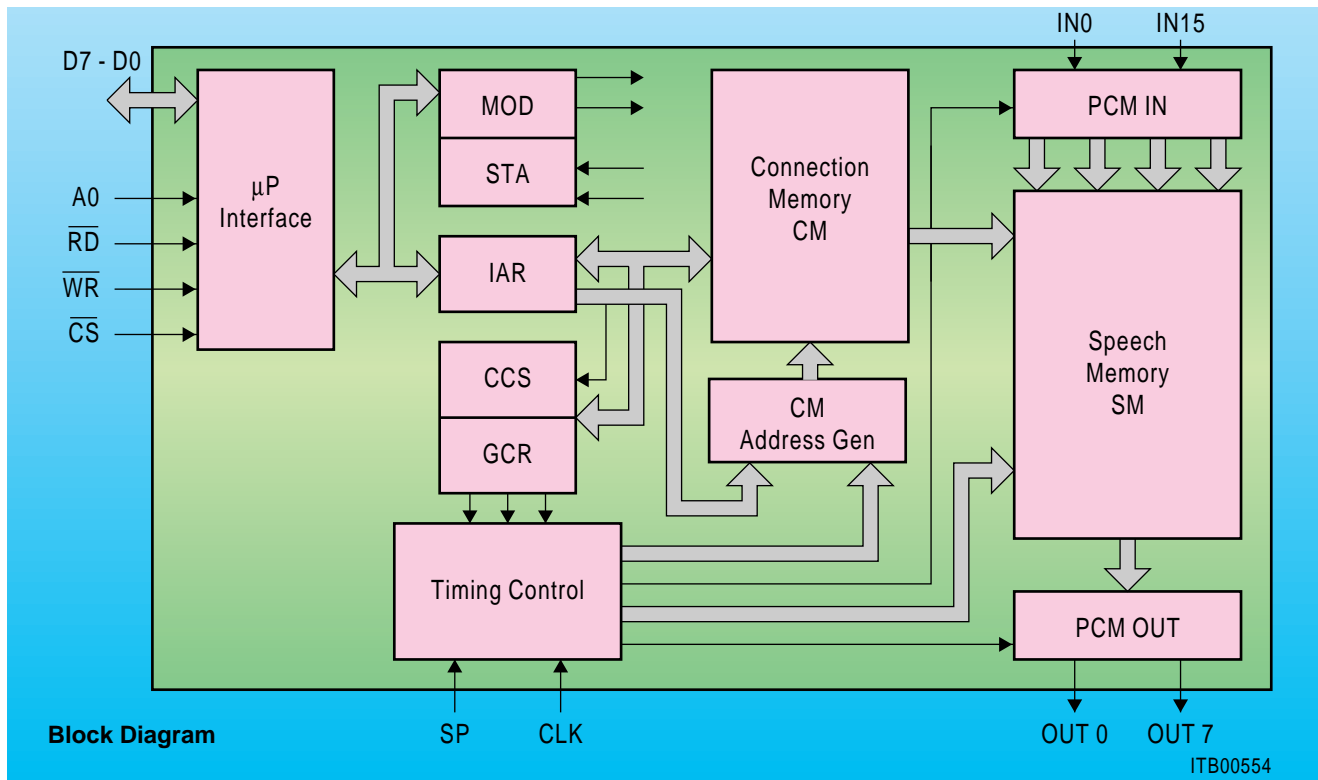 IN0 IN15
D7 - D0
MOD
PCM IN
STA
µP
Interface
Connection
Memory
CM
A0
RD
WR
CS
IAR
CCS
GCR
CM
Address Gen
Speech
Memory
SM
Timing Control
PCM OUT
SP CLK
OUT 0 OUT 7
Block Diagram
ITB00554